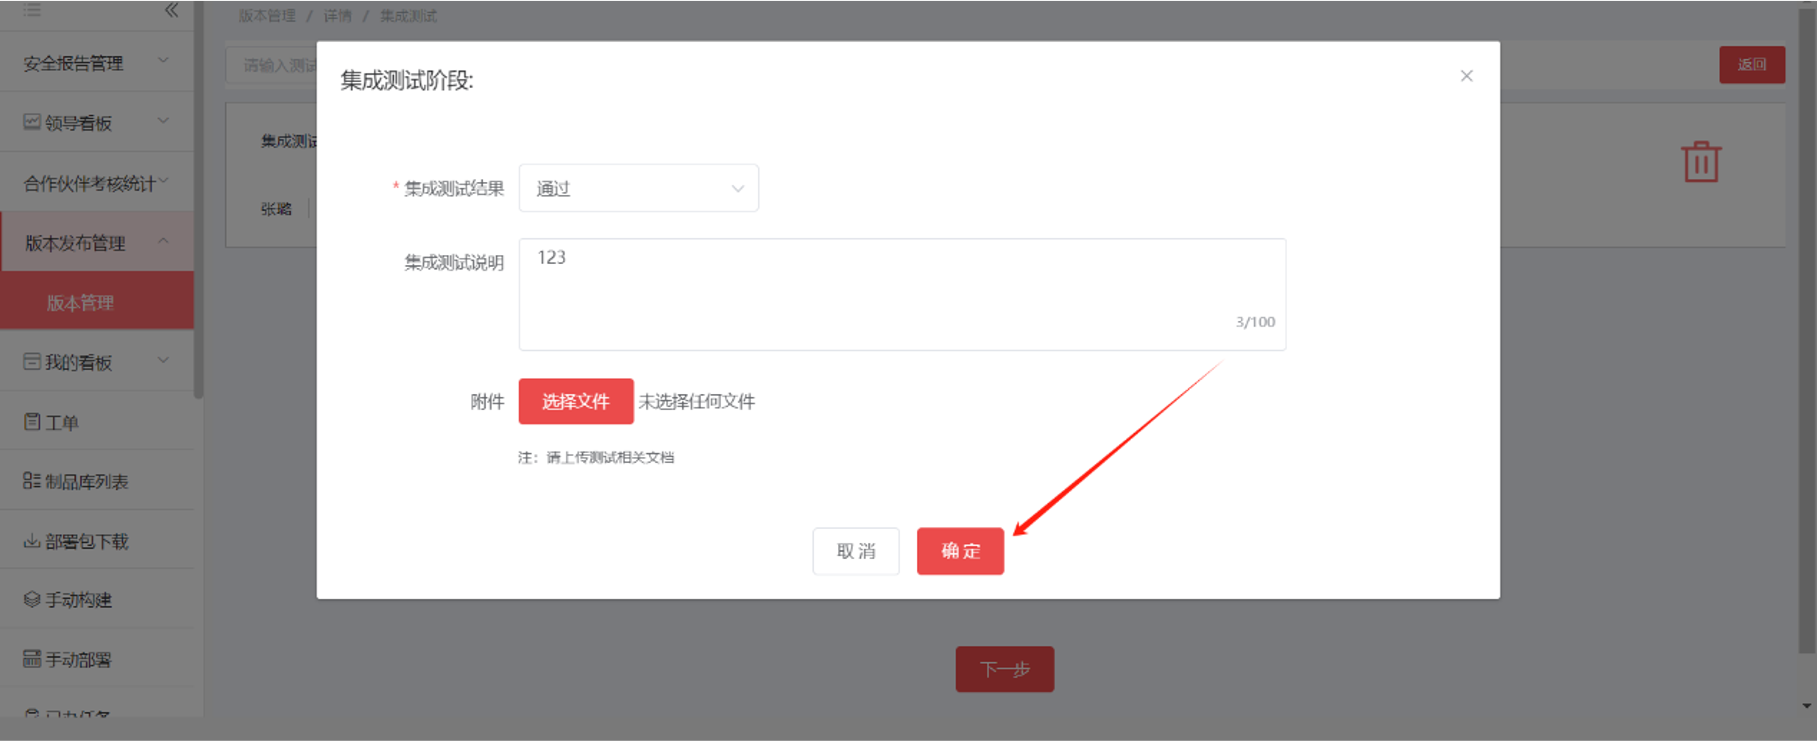 版本管理 / 详情 / 集成测试
安全报告管理
领导看板
合作伙伴考核统计
版本发布管理
版本管理
我的看板
工单
制品库列表
部署包下载
手动构建
手动部署
已办任务
请输入测试
返回
集成测试
张璐
集成测试阶段:
* 集成测试结果
通过
集成测试说明
123
3/100
附件
选择文件 未选择任何文件
注：请上传测试相关文档
取消
确定
下一步